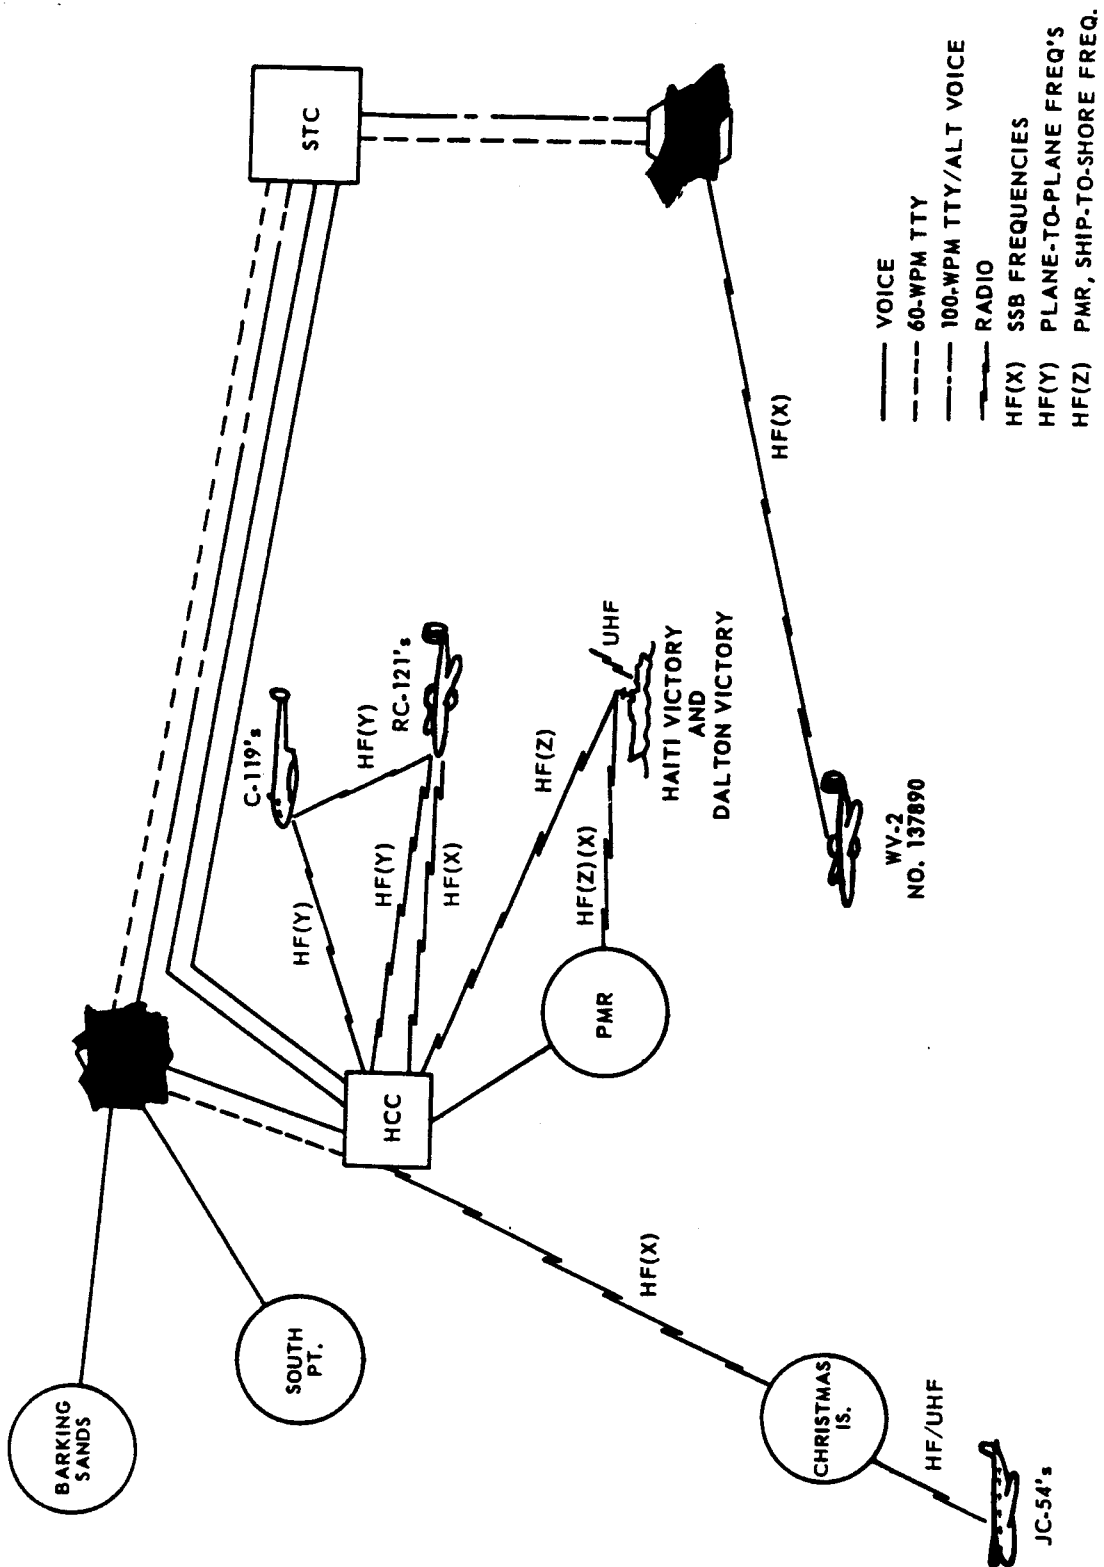 STC
C-119's
HF(Y)
RC-121's
HF(Y)
HF(Y)
HF(X)
UHF
HF(Z)
HF(Z)(X)
HAITI VICTORY
AND
DALTON VICTORY
HCC
PMR
BARKING
SANDS
SOUTH
PT.
HF(X)
CHRISTMAS
IS.
HF/UHF
JC-54's
HF(X)
WV-2
NO. 137890
VOICE
60-WPM TTY
100-WPM TTY/ALT VOICE
RADIO
HF(X) SSB FREQUENCIES
HF(Y) PLANE-TO-PLANE FREQ'S
HF(Z) PMR, SHIP-TO-SHORE FREQ.